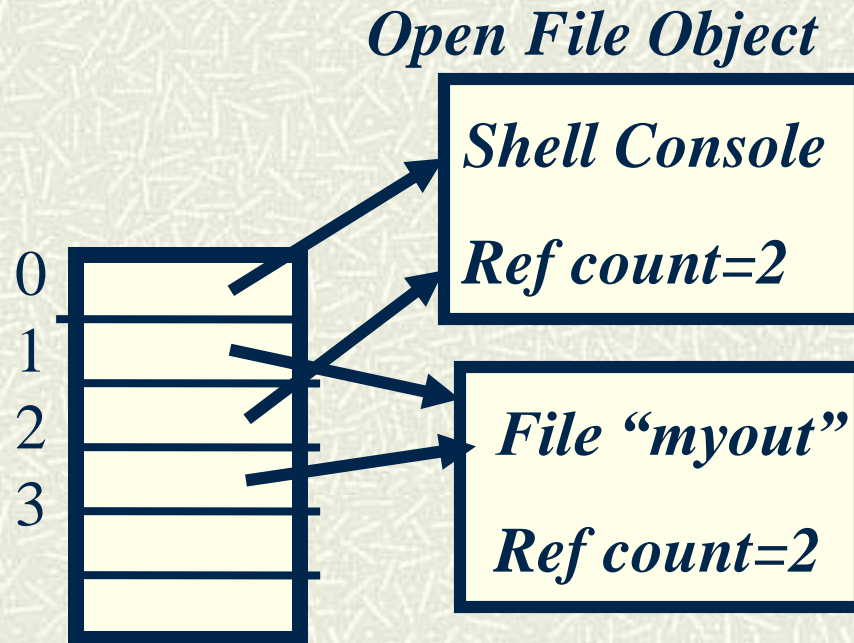 Open File Object
Shell Console
Ref count=2
0
1
2
3
File “myout”
Ref count=2